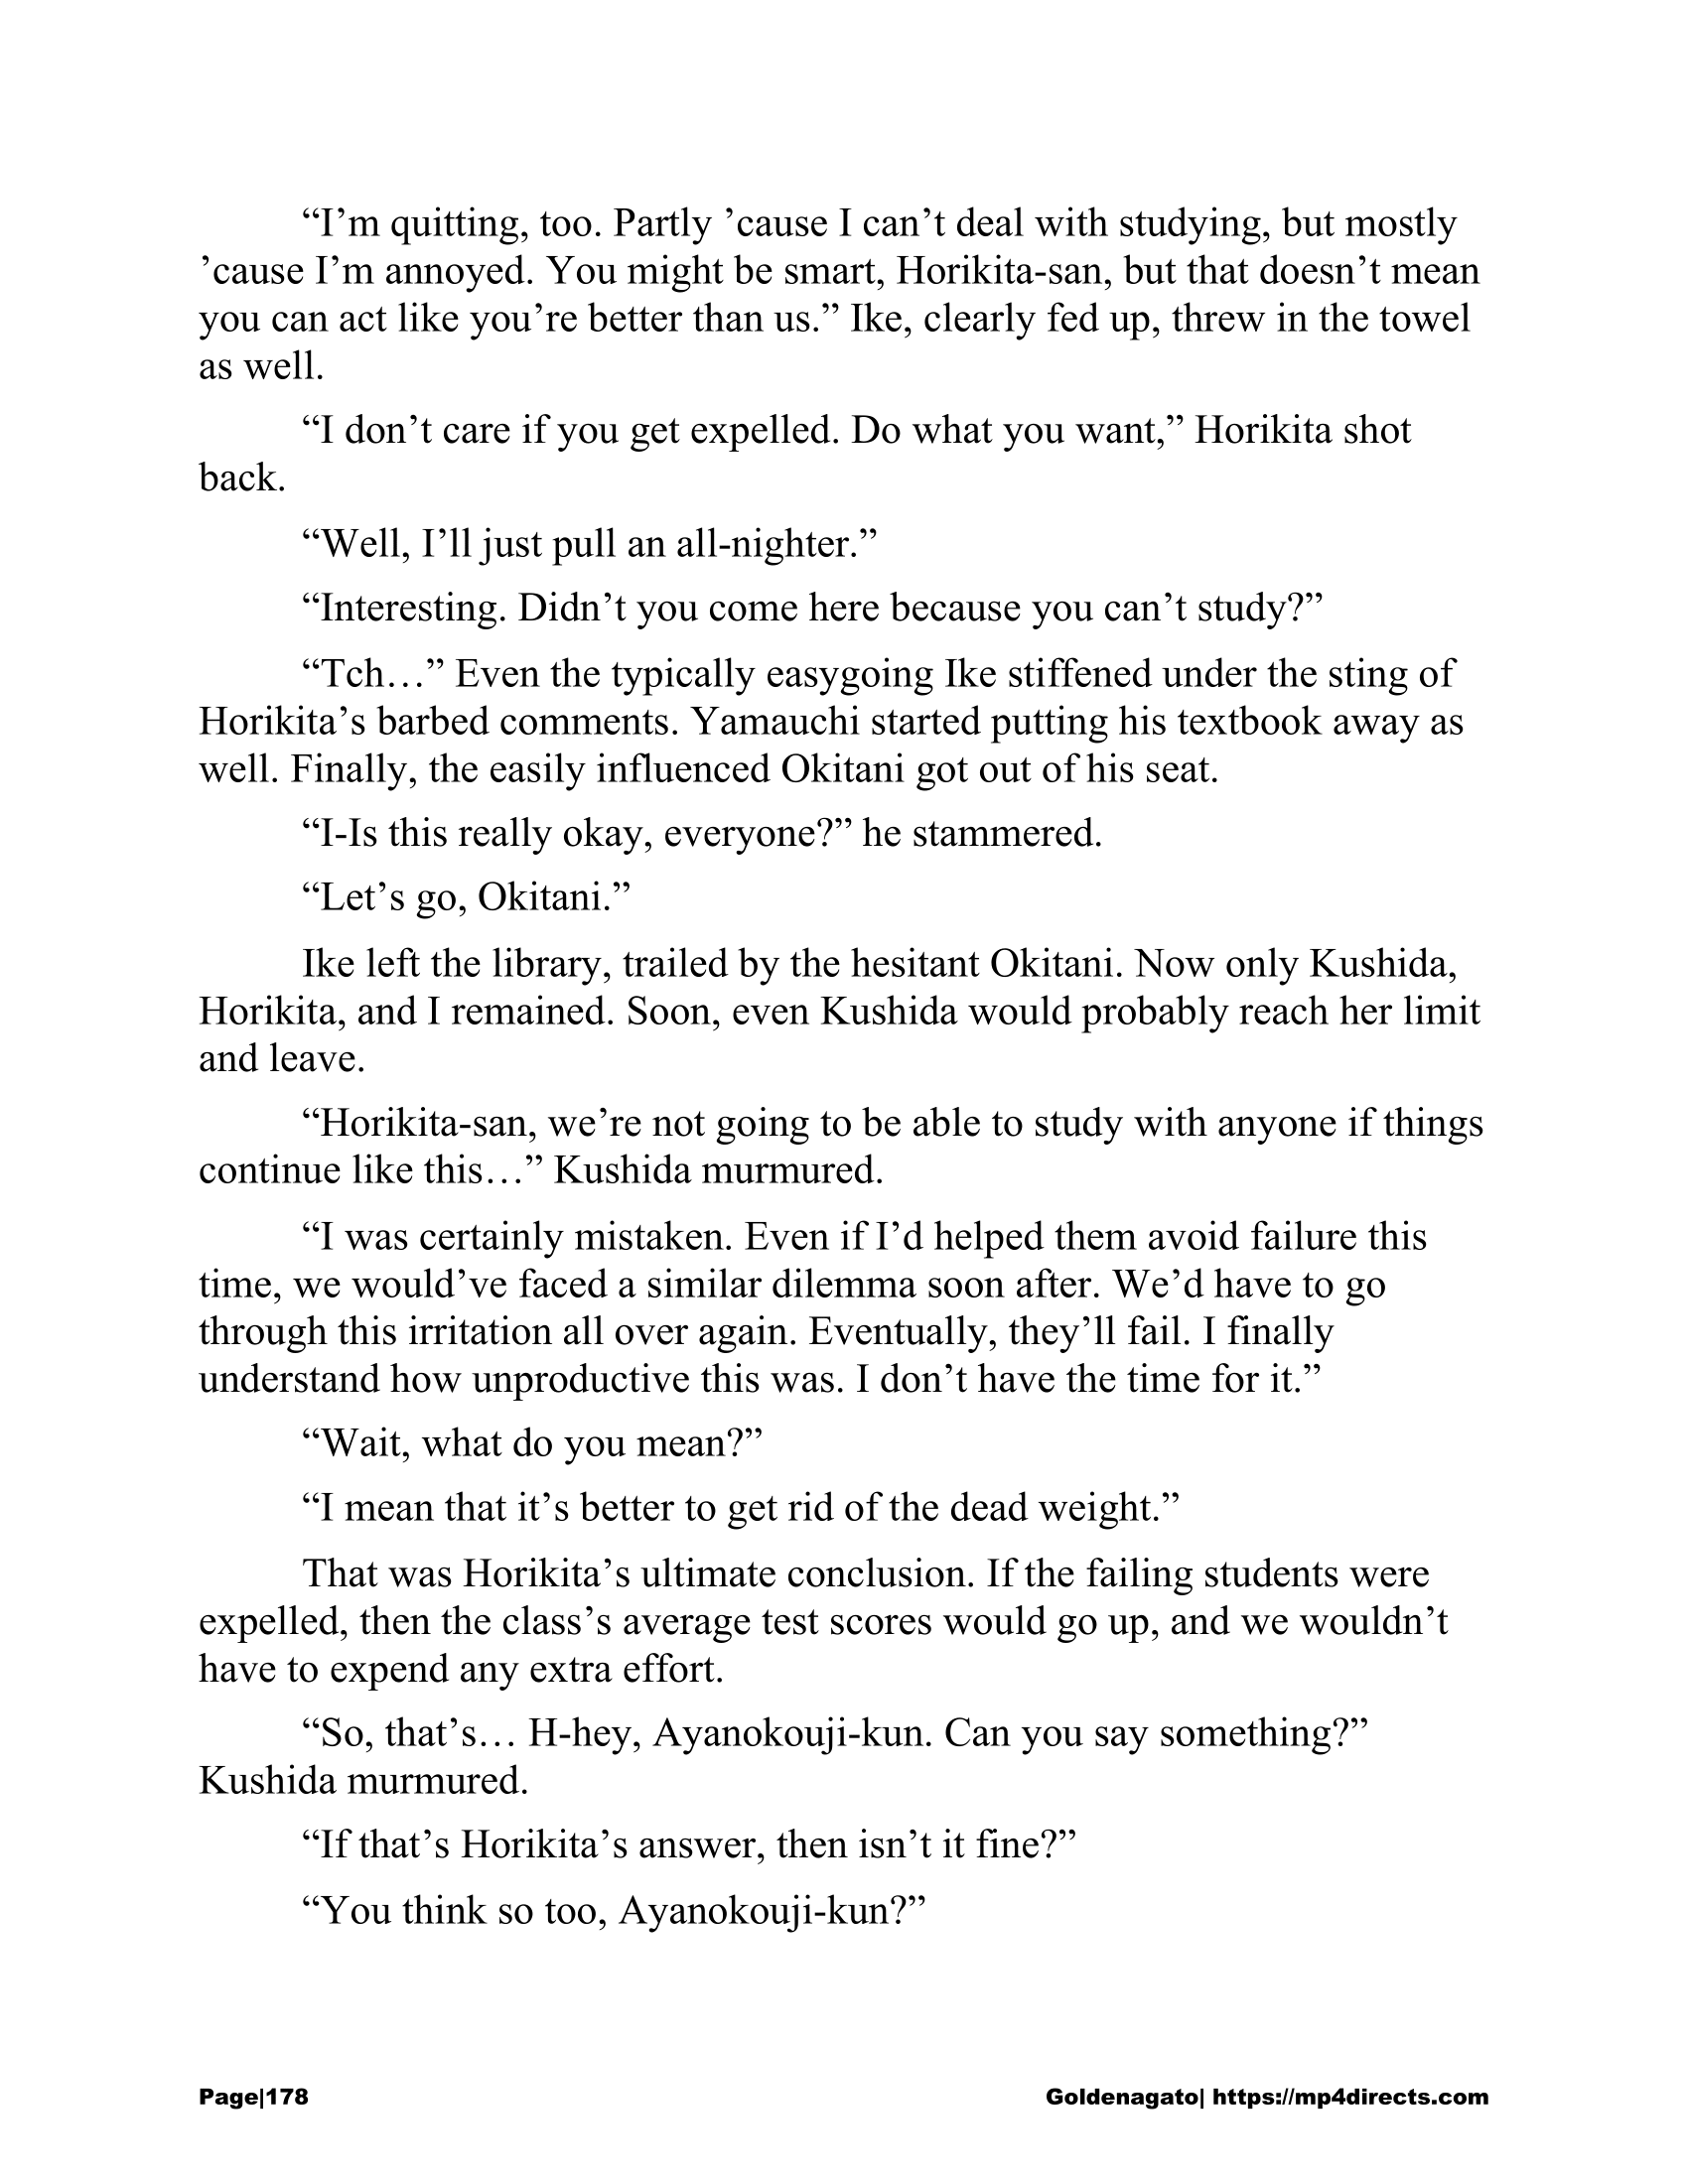 “I’m quitting, too. Partly ’cause I can’t deal with studying, but mostly
’cause I’m annoyed. You might be smart, Horikita-san, but that doesn’t mean
you can act like you’re better than us.” Ike, clearly fed up, threw in the towel
as well.
“I don’t care if you get expelled. Do what you want,” Horikita shot
back.
“Well, I’ll just pull an all-nighter.”
“Interesting. Didn’t you come here because you can’t study?”
“Tch…” Even the typically easygoing Ike stiffened under the sting of
Horikita’s barbed comments. Yamauchi started putting his textbook away as
well. Finally, the easily influenced Okitani got out of his seat.
“I-Is this really okay, everyone?” he stammered.
“Let’s go, Okitani.”
Ike left the library, trailed by the hesitant Okitani. Now only Kushida,
Horikita, and I remained. Soon, even Kushida would probably reach her limit
and leave.
“Horikita-san, we’re not going to be able to study with anyone if things
continue like this…” Kushida murmured.
“I was certainly mistaken. Even if I’d helped them avoid failure this
time, we would’ve faced a similar dilemma soon after. We’d have to go
through this irritation all over again. Eventually, they’ll fail. I finally
understand how unproductive this was. I don’t have the time for it.”
“Wait, what do you mean?”
“I mean that it’s better to get rid of the dead weight.”
That was Horikita’s ultimate conclusion. If the failing students were
expelled, then the class’s average test scores would go up, and we wouldn’t
have to expend any extra effort.
“So, that’s… H-hey, Ayanokouji-kun. Can you say something?”
Kushida murmured.
“If that’s Horikita’s answer, then isn’t it fine?”
“You think so too, Ayanokouji-kun?”
Page|178 Goldenagato| https://mp4directs.com